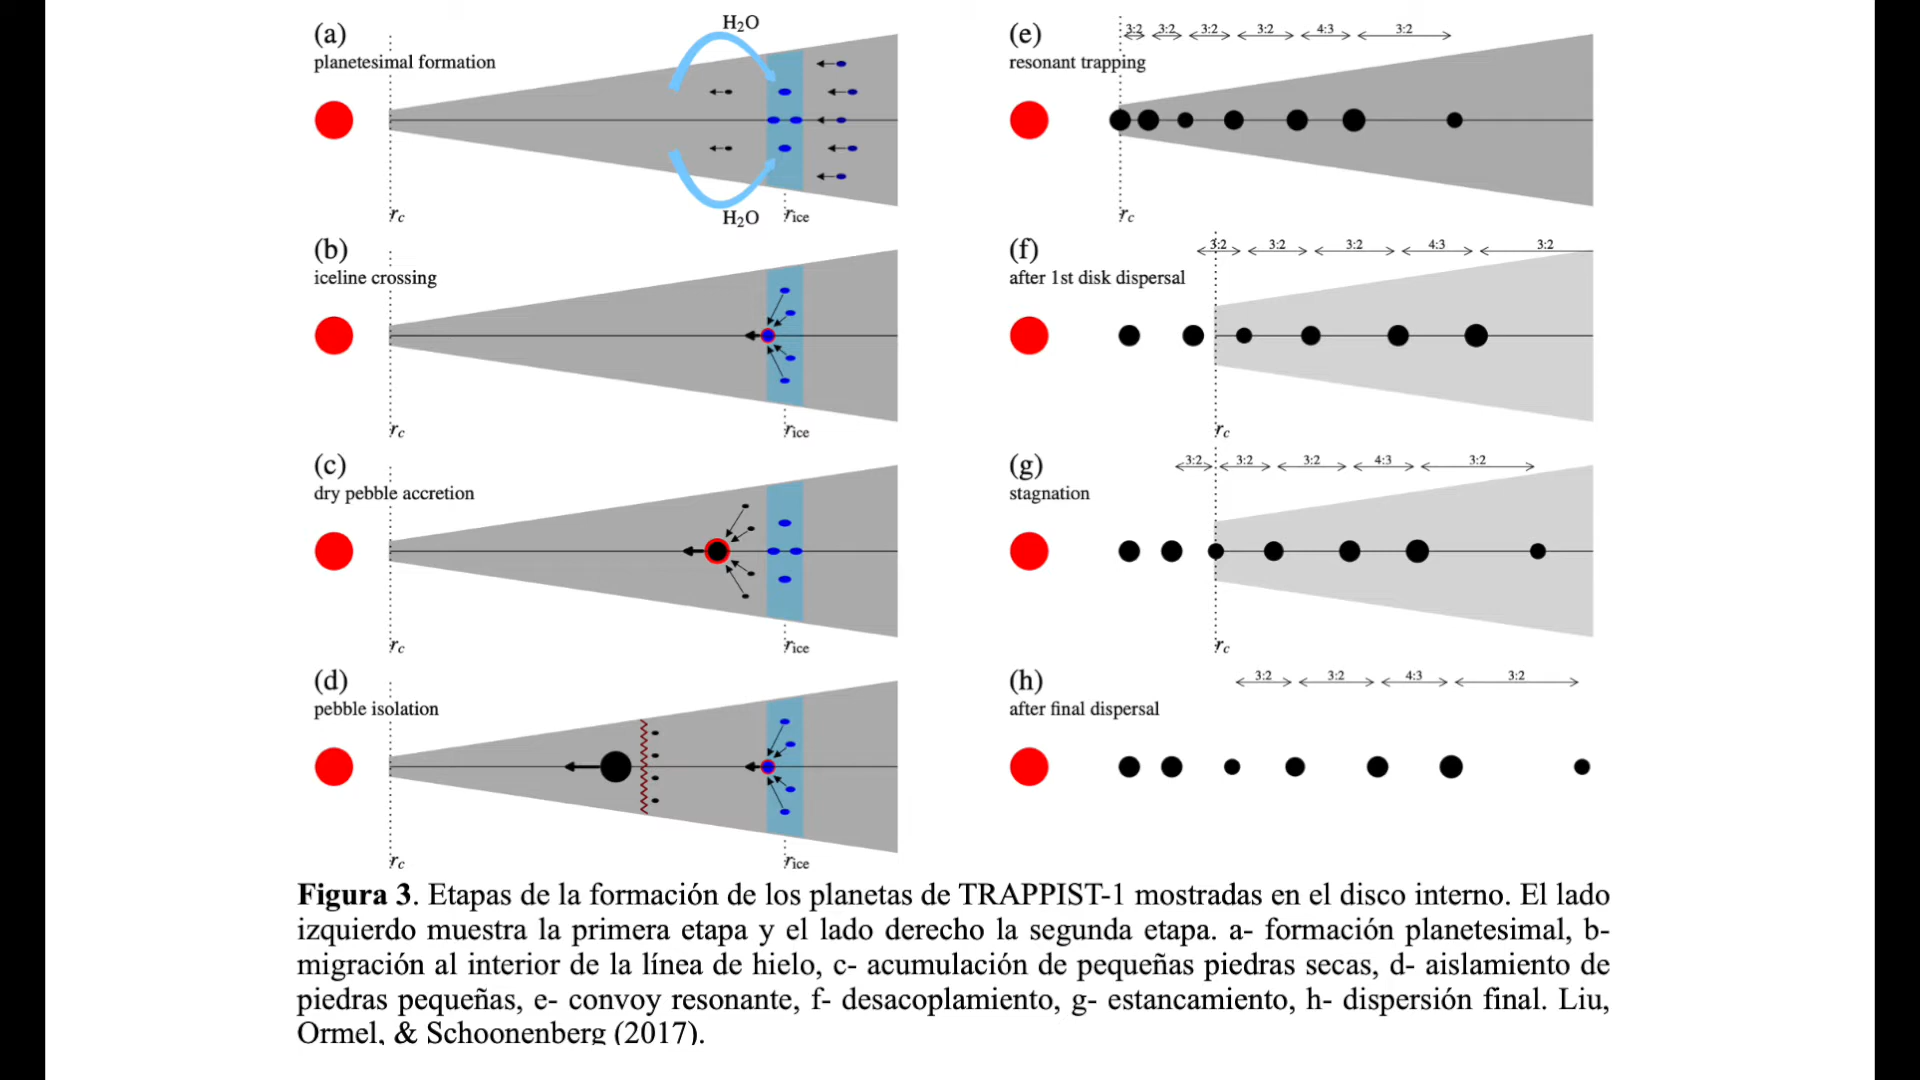 (a)
planetesimal formation
H₂O
H₂O
r_c
r_ice
(b)
iceline crossing
r_c
r_ice
(c)
dry pebble accretion
r_c
r_ice
(d)
pebble isolation
r_c
r_ice
(e)
resonant trapping
3:2 3:2 3:2 3:2 4:3 3:2
r_c
(f)
after 1st disk dispersal
3:2 3:2 3:2 4:3 3:2
r_c
(g)
stagnation
3:2 3:2 3:2 4:3 3:2
r_c
(h)
after final dispersal
3:2 3:2 4:3 3:2
Figura 3. Etapas de la formación de los planetas de TRAPPIST-1 mostradas en el disco interno. El lado
izquierdo muestra la primera etapa y el lado derecho la segunda etapa. a- formación planetesimal, b-
migración al interior de la línea de hielo, c- acumulación de pequeñas piedras secas, d- aislamiento de
piedras pequeñas, e- convoy resonante, f- desacoplamiento, g- estancamiento, h- dispersión final. Liu,
Ormel, & Schoonenberg (2017).